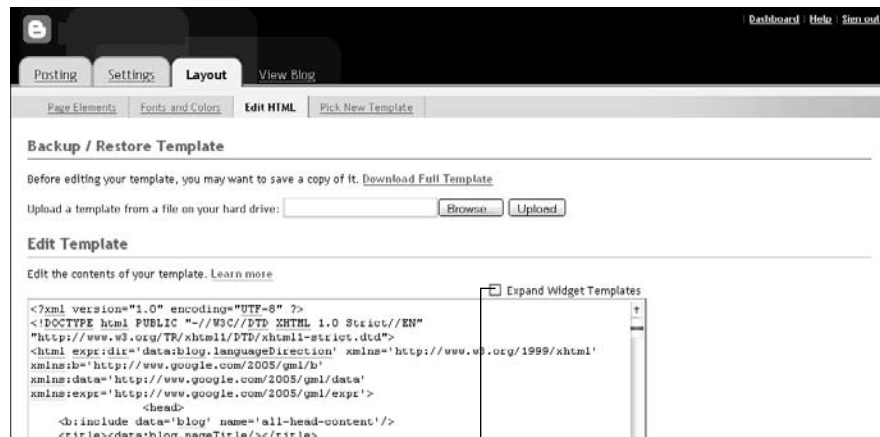 Dashboard | Help | Sign out
Posting Settings Layout View Blog
Page Elements Fonts and Colors Edit HTML Pick New Template
Backup / Restore Template
Before editing your template, you may want to save a copy of it. Download Full Template
Upload a template from a file on your hard drive: Browse... Upload
Edit Template
Edit the contents of your template. Learn more
Expand Widget Templates
<?xml version="1.0" encoding="UTF-8" ?>
<!DOCTYPE html PUBLIC "-//W3C//DTD XHTML 1.0 Strict//EN"
"http://www.w3.org/TR/xhtml1/DTD/xhtml1-strict.dtd">
<html expr:dir='data:blog.languageDirection' xmlns='http://www.w3.org/1999/xhtml'
xmlns:b='http://www.google.com/2005/gml/b'
xmlns:data='http://www.google.com/2005/gml/data'
xmlns:expr='http://www.google.com/2005/gml/expr'>
<head>
<b:include data='blog' name='all-head-content'/>
<title><data:blog.pageTitle/></title>